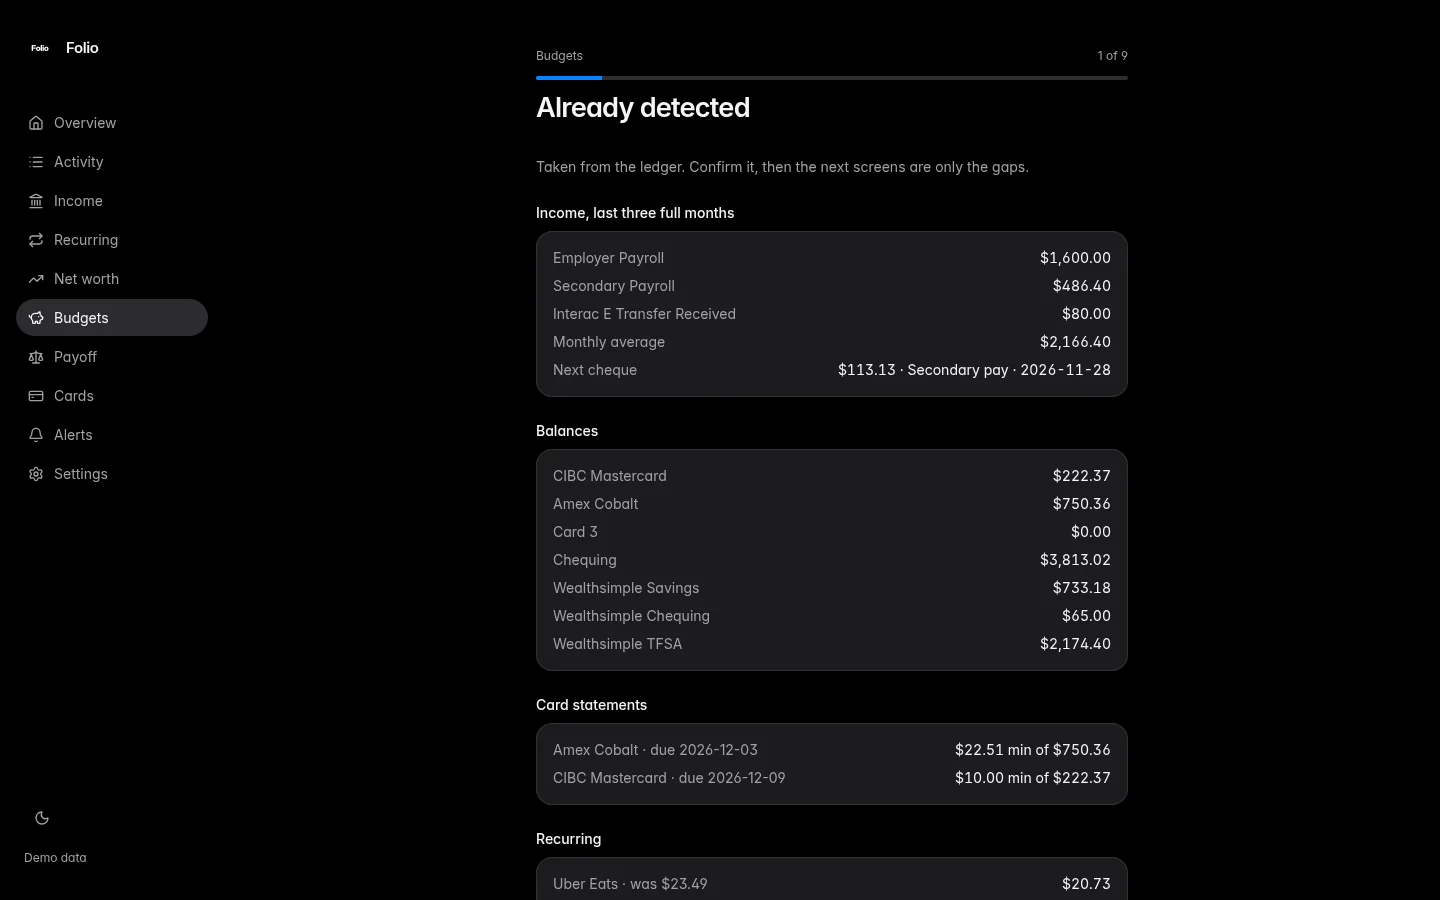 Folio Folio
Overview
Activity
Income
Recurring
Net worth
Budgets
Payoff
Cards
Alerts
Settings
Demo data
Budgets 1 of 9
Already detected
Taken from the ledger. Confirm it, then the next screens are only the gaps.
Income, last three full months
Employer Payroll $1,600.00
Secondary Payroll $486.40
Interac E Transfer Received $80.00
Monthly average $2,166.40
Next cheque $113.13 · Secondary pay · 2026-11-28
Balances
CIBC Mastercard $222.37
Amex Cobalt $750.36
Card 3 $0.00
Chequing $3,813.02
Wealthsimple Savings $733.18
Wealthsimple Chequing $65.00
Wealthsimple TFSA $2,174.40
Card statements
Amex Cobalt · due 2026-12-03 $22.51 min of $750.36
CIBC Mastercard · due 2026-12-09 $10.00 min of $222.37
Recurring
Uber Eats · was $23.49 $20.73